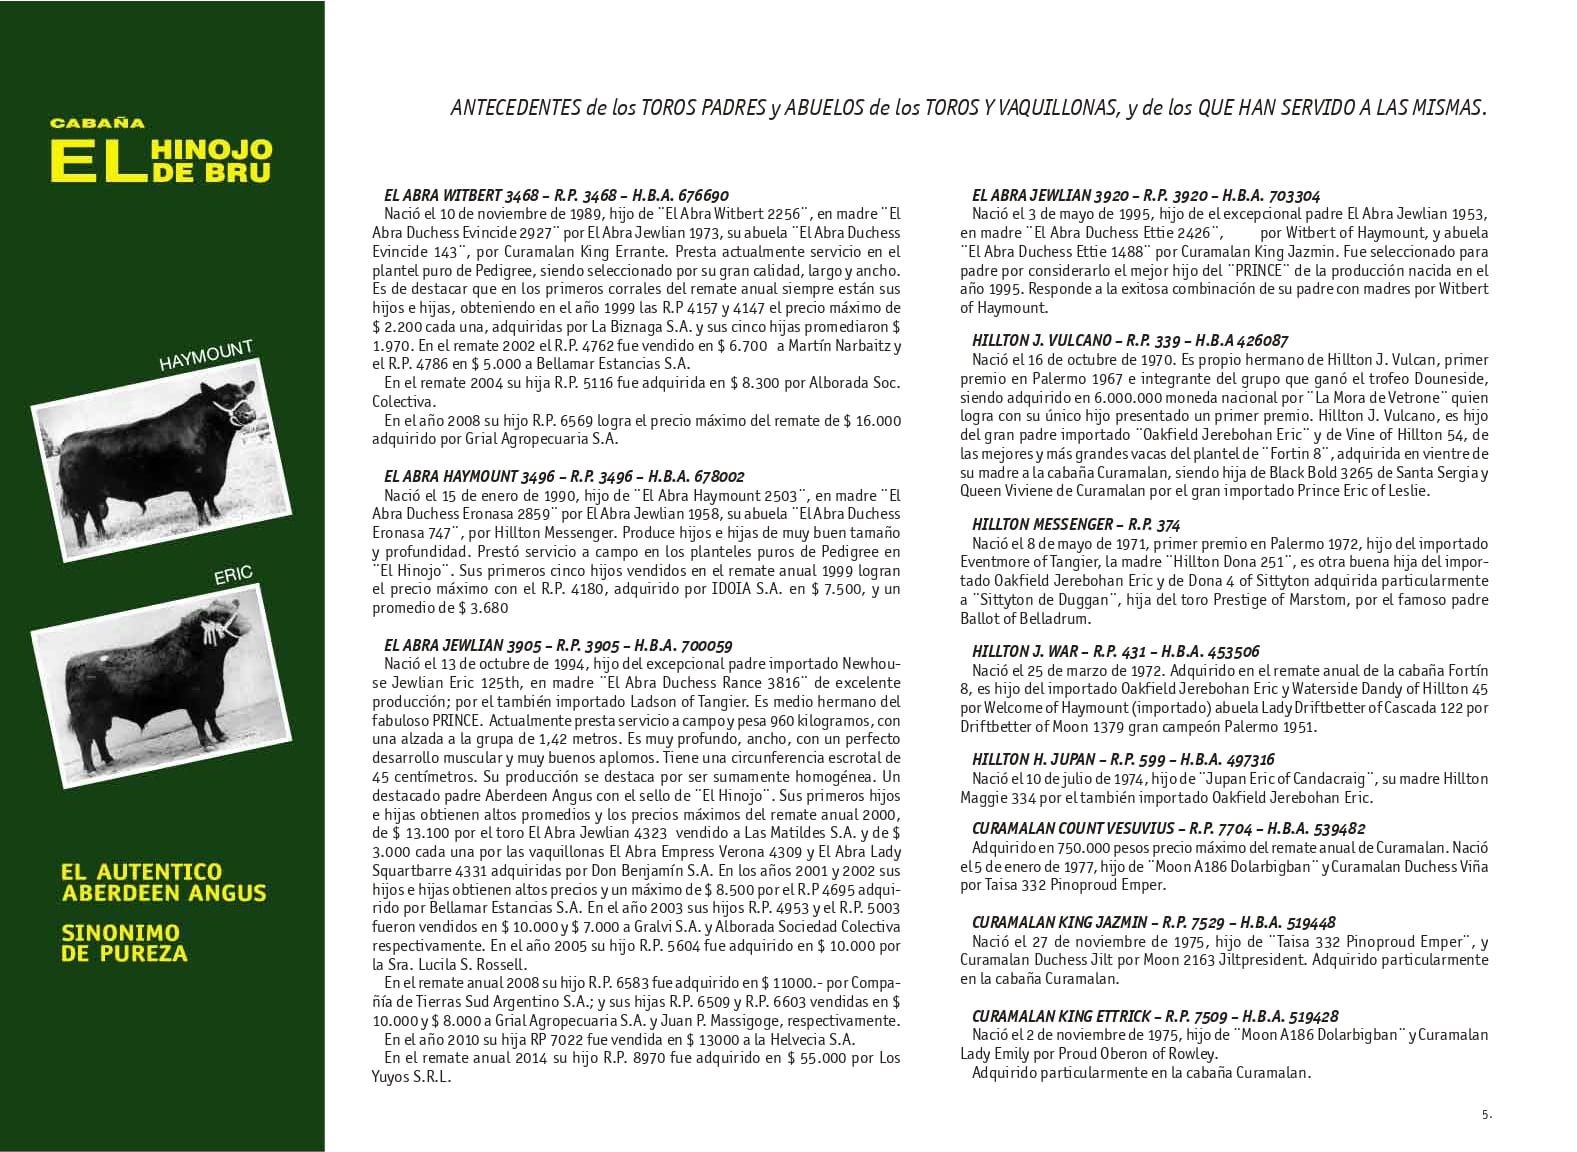 CABAÑA
EL HINOJO
DE BRU
HAYMOUNT
ERIC
EL AUTENTICO
ABERDEEN ANGUS
SINONIMO
DE PUREZA
ANTECEDENTES de los TOROS PADRES y ABUELOS de los TOROS Y VAQUILLONAS, y de los QUE HAN SERVIDO A LAS MISMAS.
EL ABRA WITBERT 3468 – R.P. 3468 – H.B.A. 676690
Nació el 10 de noviembre de 1989, hijo de ¨El Abra Witbert 2256¨, en madre ¨El
Abra Duchess Evincide 2927¨ por El Abra Jewlian 1973, su abuela ¨El Abra Duchess
Evincide 143¨, por Curamalan King Errante. Presta actualmente servicio en el
plantel puro de Pedigree, siendo seleccionado por su gran calidad, largo y ancho.
Es de destacar que en los primeros corrales del remate anual siempre están sus
hijos e hijas, obteniendo en el año 1999 las R.P 4157 y 4147 el precio máximo de
$ 2.200 cada una, adquiridas por La Biznaga S.A. y sus cinco hijas promediaron $
1.970. En el remate 2002 el R.P. 4762 fue vendido en $ 6.700 a Martín Narbaitz y
el R.P. 4786 en $ 5.000 a Bellamar Estancias S.A.
En el remate 2004 su hija R.P. 5116 fue adquirida en $ 8.300 por Alborada Soc.
Colectiva.
En el año 2008 su hijo R.P. 6569 logra el precio máximo del remate de $ 16.000
adquirido por Grial Agropecuaria S.A.
EL ABRA HAYMOUNT 3496 – R.P. 3496 – H.B.A. 678002
Nació el 15 de enero de 1990, hijo de ¨El Abra Haymount 2503¨, en madre ¨El
Abra Duchess Eronasa 2859¨ por El Abra Jewlian 1958, su abuela ¨El Abra Duchess
Eronasa 747¨, por Hillton Messenger. Produce hijos e hijas de muy buen tamaño
y profundidad. Prestó servicio a campo en los planteles puros de Pedigree en
¨El Hinojo¨. Sus primeros cinco hijos vendidos en el remate anual 1999 logran
el precio máximo con el R.P. 4180, adquirido por IDOIA S.A. en $ 7.500, y un
promedio de $ 3.680
EL ABRA JEWLIAN 3905 – R.P. 3905 – H.B.A. 700059
Nació el 13 de octubre de 1994, hijo del excepcional padre importado Newhou-
se Jewlian Eric 125th, en madre ¨El Abra Duchess Rance 3816¨ de excelente
producción; por el también importado Ladson of Tangier. Es medio hermano del
fabuloso PRINCE. Actualmente presta servicio a campo y pesa 960 kilogramos, con
una alzada a la grupa de 1,42 metros. Es muy profundo, ancho, con un perfecto
desarrollo muscular y muy buenos aplomos. Tiene una circunferencia escrotal de
45 centímetros. Su producción se destaca por ser sumamente homogénea. Un
destacado padre Aberdeen Angus con el sello de ¨El Hinojo¨. Sus primeros hijos
e hijas obtienen altos promedios y los precios máximos del remate anual 2000,
de $ 13.100 por el toro El Abra Jewlian 4323 vendido a Las Matildes S.A. y de $
3.000 cada una por las vaquillonas El Abra Empress Verona 4309 y El Abra Lady
Squartbarre 4331 adquiridas por Don Benjamín S.A. En los años 2001 y 2002 sus
hijos e hijas obtienen altos precios y un máximo de $ 8.500 por el R.P 4695 adqui-
rido por Bellamar Estancias S.A. En el año 2003 sus hijos R.P. 4953 y el R.P. 5003
fueron vendidos en $ 10.000 y $ 7.000 a Gralvi S.A. y Alborada Sociedad Colectiva
respectivamente. En el año 2005 su hijo R.P. 5604 fue adquirido en $ 10.000 por
la Sra. Lucila S. Rossell.
En el remate anual 2008 su hijo R.P. 6583 fue adquirido en $ 11000.- por Compa-
ñía de Tierras Sud Argentino S.A.; y sus hijas R.P. 6509 y R.P. 6603 vendidas en $
10.000 y $ 8.000 a Grial Agropecuaria S.A. y Juan P. Massigoge, respectivamente.
En el año 2010 su hija RP 7022 fue vendida en $ 13000 a la Helvecia S.A.
En el remate anual 2014 su hijo R.P. 8970 fue adquirido en $ 55.000 por Los
Yuyos S.R.L.
EL ABRA JEWLIAN 3920 – R.P. 3920 – H.B.A. 703304
Nació el 3 de mayo de 1995, hijo de el excepcional padre El Abra Jewlian 1953,
en madre ¨El Abra Duchess Ettie 2426¨, por Witbert of Haymount, y abuela
¨El Abra Duchess Ettie 1488¨ por Curamalan King Jazmin. Fue seleccionado para
padre por considerarlo el mejor hijo del ¨PRINCE¨ de la producción nacida en el
año 1995. Responde a la exitosa combinación de su padre con madres por Witbert
of Haymount.
HILLTON J. VULCANO – R.P. 339 – H.B.A 426087
Nació el 16 de octubre de 1970. Es propio hermano de Hillton J. Vulcan, primer
premio en Palermo 1967 e integrante del grupo que ganó el trofeo Douneside,
siendo adquirido en 6.000.000 moneda nacional por ¨La Mora de Vetrone¨ quien
logra con su único hijo presentado un primer premio. Hillton J. Vulcano, es hijo
del gran padre importado ¨Oakfield Jerebohan Eric¨ y de Vine of Hillton 54, de
las mejores y más grandes vacas del plantel de ¨Fortin 8¨, adquirida en vientre de
su madre a la cabaña Curamalan, siendo hija de Black Bold 3265 de Santa Sergia y
Queen Viviene de Curamalan por el gran importado Prince Eric of Leslie.
HILLTON MESSENGER – R.P. 374
Nació el 8 de mayo de 1971, primer premio en Palermo 1972, hijo del importado
Eventmore of Tangier, la madre ¨Hillton Dona 251¨, es otra buena hija del impor-
tado Oakfield Jerebohan Eric y de Dona 4 of Sittyton adquirida particularmente
a ¨Sittyton de Duggan¨, hija del toro Prestige of Marstom, por el famoso padre
Ballot of Belladrum.
HILLTON J. WAR – R.P. 431 – H.B.A. 453506
Nació el 25 de marzo de 1972. Adquirido en el remate anual de la cabaña Fortín
8, es hijo del importado Oakfield Jerebohan Eric y Waterside Dandy of Hillton 45
por Welcome of Haymount (importado) abuela Lady Driftbetter of Cascada 122 por
Driftbetter of Moon 1379 gran campeón Palermo 1951.
HILLTON H. JUPAN – R.P. 599 – H.B.A. 497316
Nació el 10 de julio de 1974, hijo de ¨Jupan Eric of Candacraig¨, su madre Hillton
Maggie 334 por el también importado Oakfield Jerebohan Eric.
CURAMALAN COUNT VESUVIUS – R.P. 7704 – H.B.A. 539482
Adquirido en 750.000 pesos precio máximo del remate anual de Curamalan. Nació
el 5 de enero de 1977, hijo de ¨Moon A186 Dolarbigban¨ y Curamalan Duchess Viña
por Taisa 332 Pinoproud Emper.
CURAMALAN KING JAZMIN – R.P. 7529 – H.B.A. 519448
Nació el 27 de noviembre de 1975, hijo de ¨Taisa 332 Pinoproud Emper¨, y
Curamalan Duchess Jilt por Moon 2163 Jiltpresident. Adquirido particularmente
en la cabaña Curamalan.
CURAMALAN KING ETTRICK – R.P. 7509 – H.B.A. 519428
Nació el 2 de noviembre de 1975, hijo de ¨Moon A186 Dolarbigban¨ y Curamalan
Lady Emily por Proud Oberon of Rowley.
Adquirido particularmente en la cabaña Curamalan.
5.